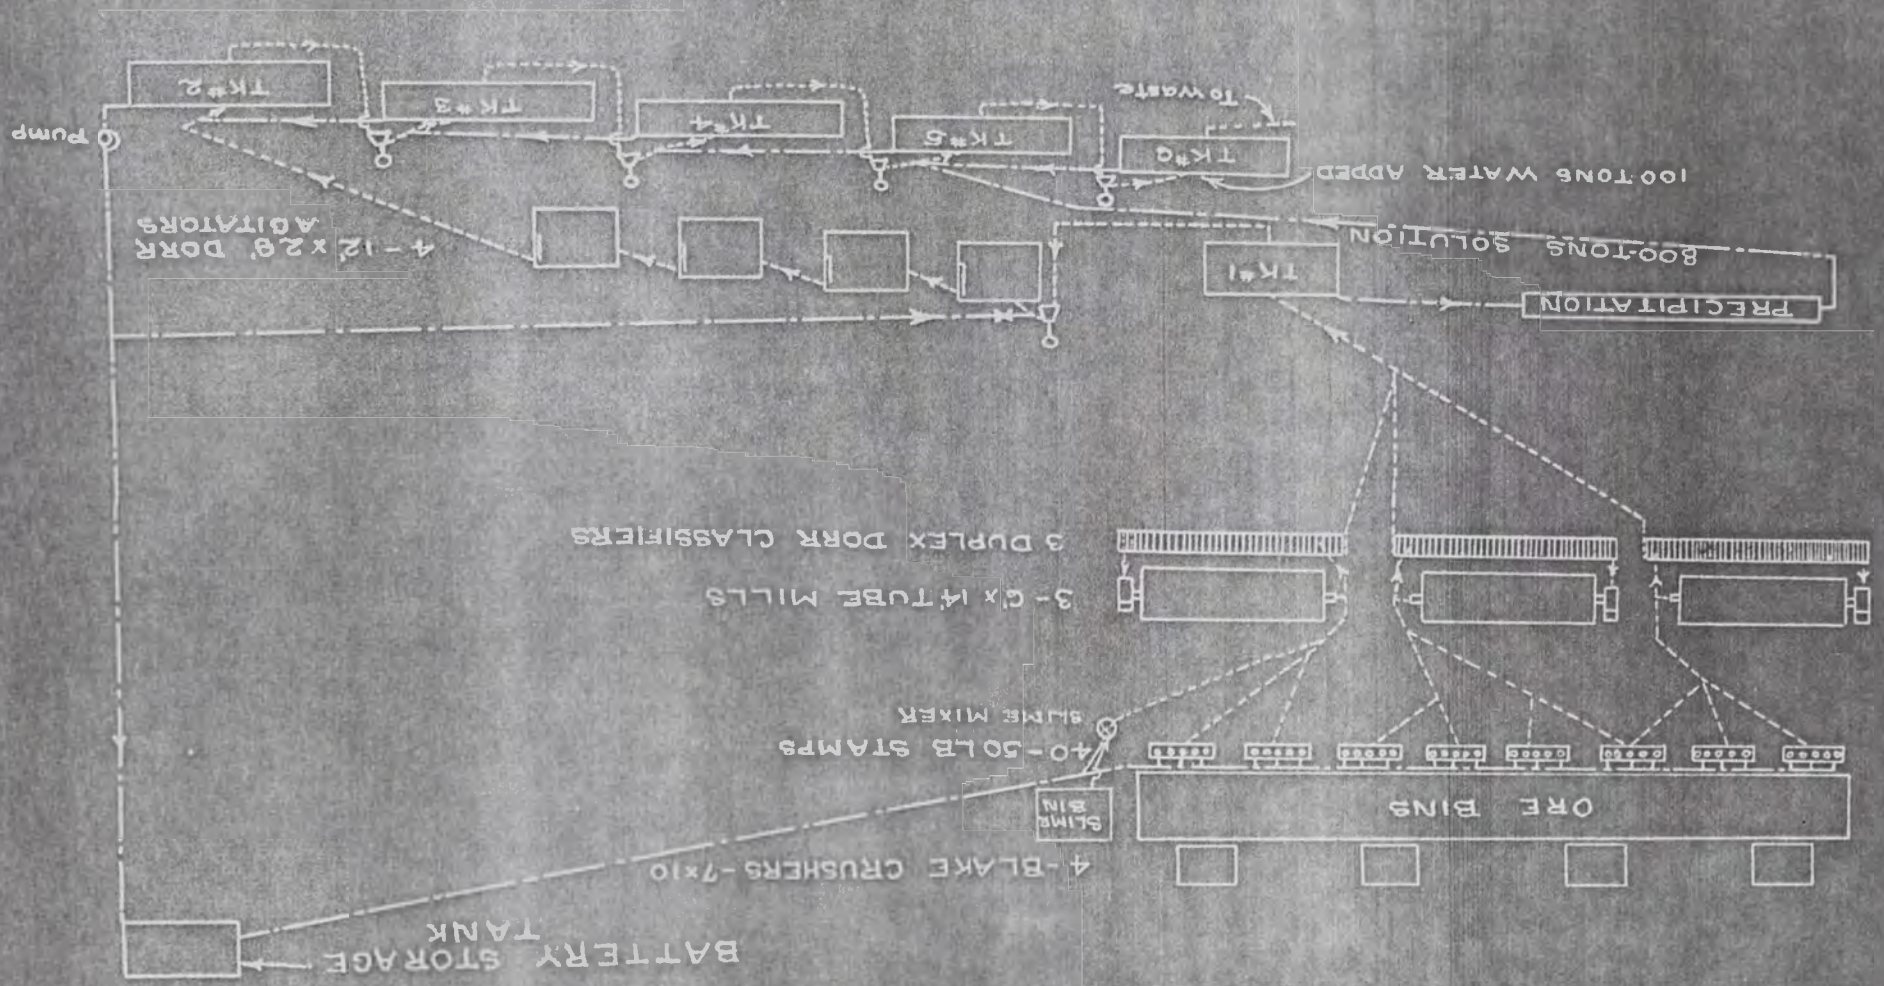 BATTERY STORAGE
TANK
4-BLAKE CRUSHERS-7x10
ORE BINS
SLIME
BIN
40-50LB STAMPS
SLIME MIXER
3-6'x14' TUBE MILLS
3 DUPLEX DORR CLASSIFIERS
PRECIPITATION
TK#1
800-TONS SOLUTION
4-12'x28' DORR
AGITATORS
100-TONS WATER ADDED
TK#6
TK#5
TK#4
TK#3
TK#2
Pump
To waste